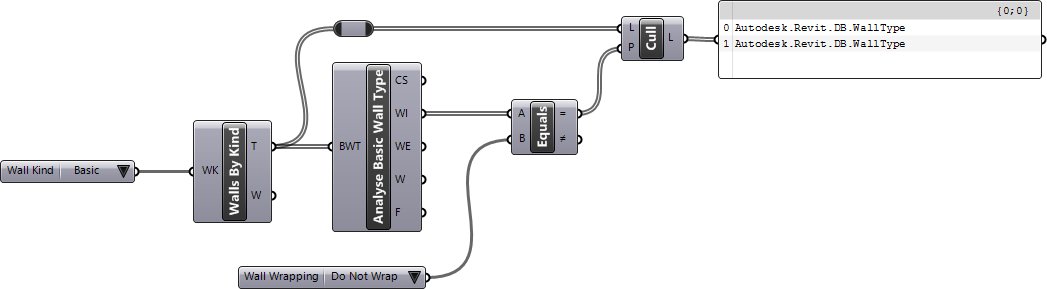 Wall Kind Basic
WK Walls By Kind T
W
BWT Analyse Basic Wall Type CS
WI
WE
W
F
Wall Wrapping Do Not Wrap
A Equals =
B ≠
L Cull L
P
{0;0}
0 Autodesk.Revit.DB.WallType
1 Autodesk.Revit.DB.WallType